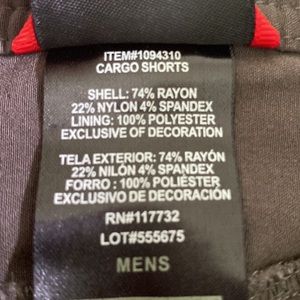 ITEM#1094310
CARGO SHORTS
SHELL: 74% RAYON
22% NYLON 4% SPANDEX
LINING: 100% POLYESTER
EXCLUSIVE OF DECORATION
TELA EXTERIOR: 74% RAYÓN
22% NILÓN 4% SPANDEX
FORRO : 100% POLIÉSTER
EXCLUSIVO DE DECORACIÓN
RN#117732
LOT#555675
MENS